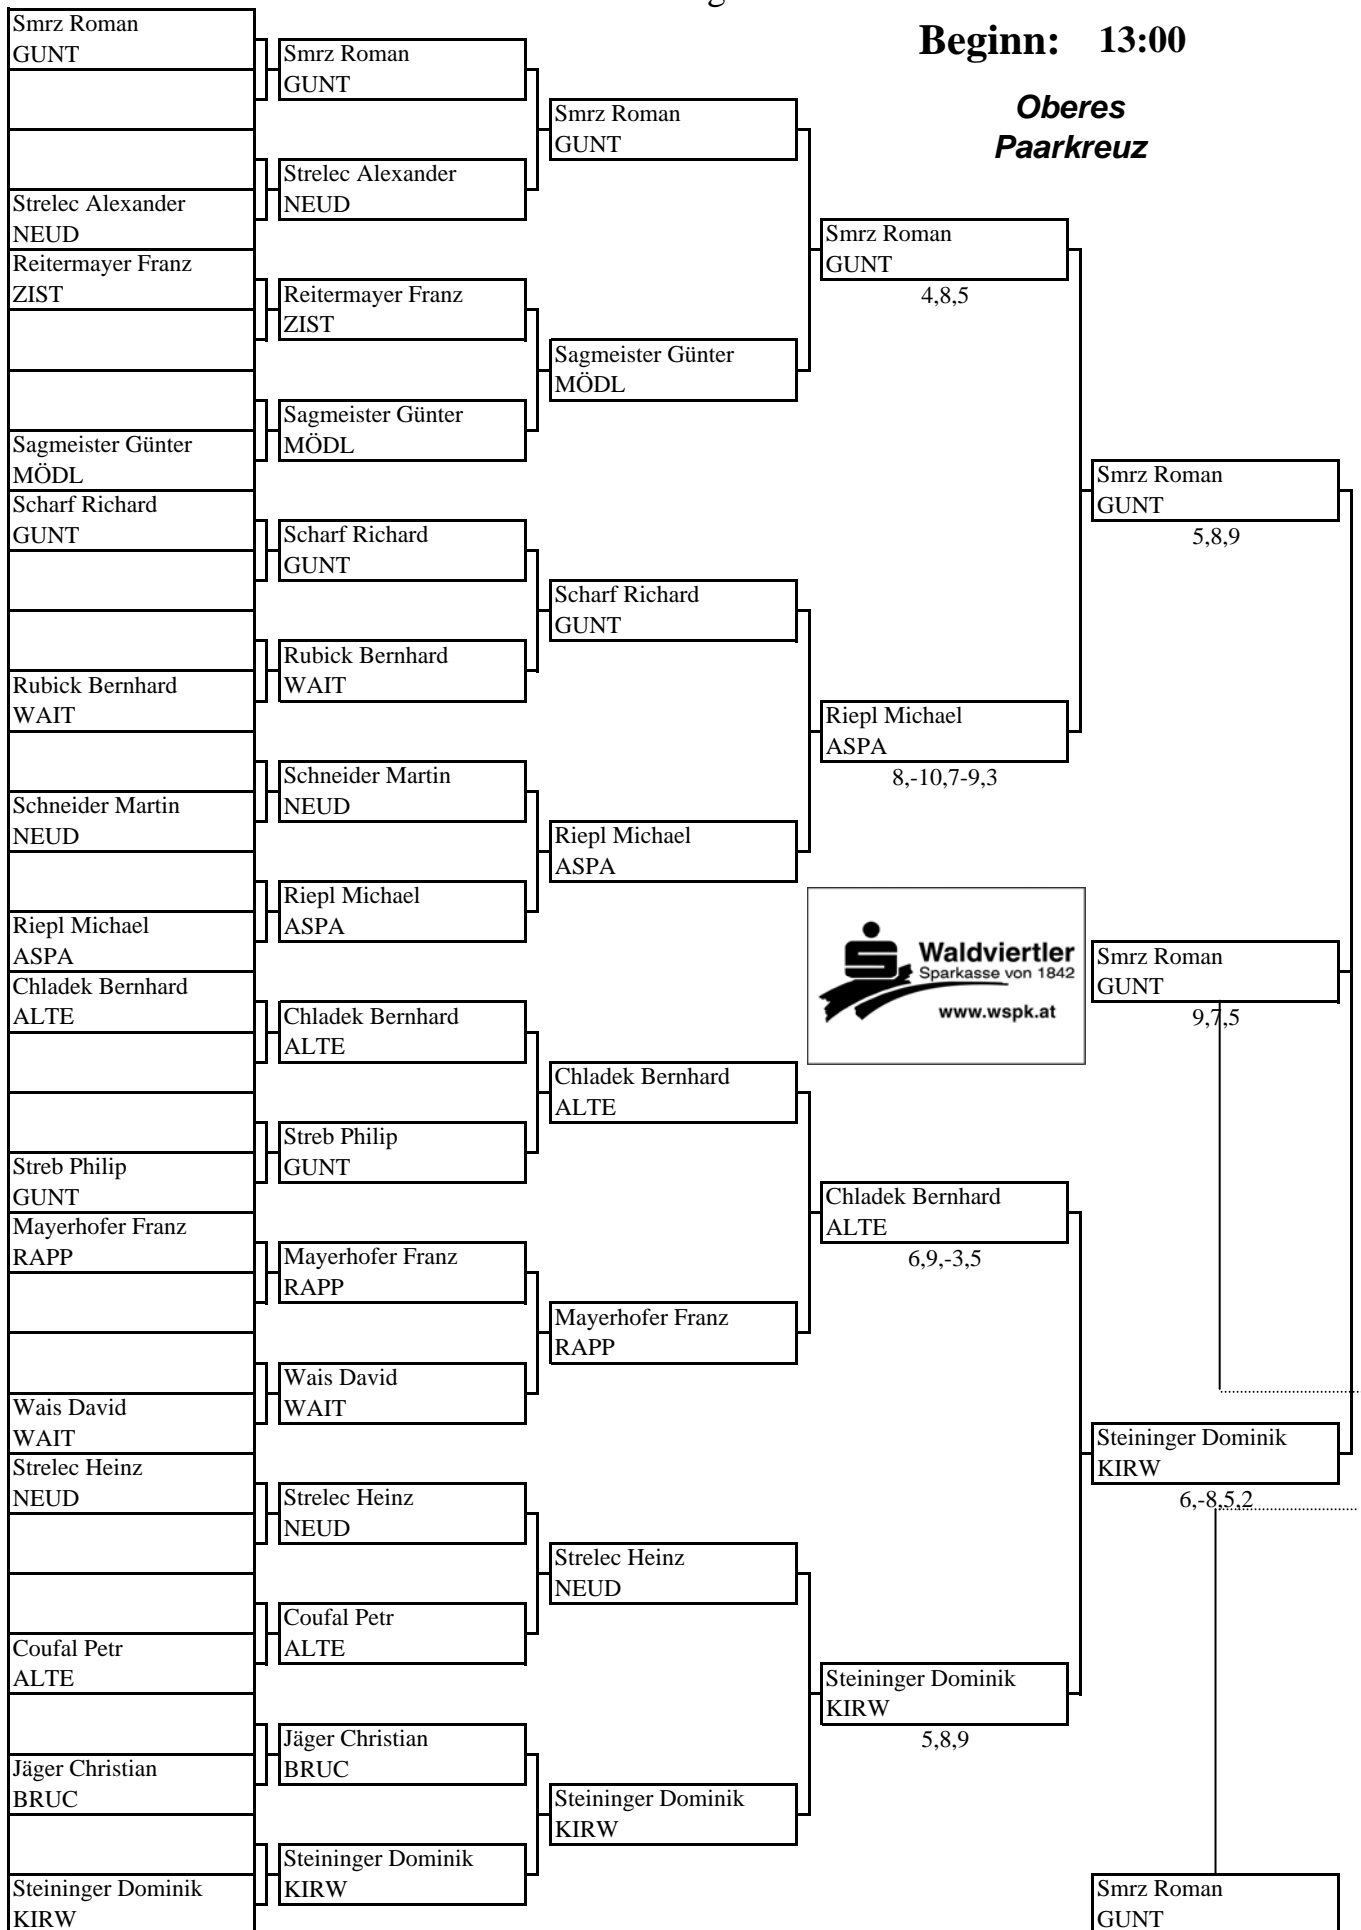 Beginn: 13:00
Oberes
Paarkreuz
Smrz Roman
GUNT
Strelec Alexander
NEUD
Reitermayer Franz
ZIST
Sagmeister Günter
MÖDL
Scharf Richard
GUNT
Rubick Bernhard
WAIT
Schneider Martin
NEUD
Riepl Michael
ASPA
Chladek Bernhard
ALTE
Streb Philip
GUNT
Mayerhofer Franz
RAPP
Wais David
WAIT
Strelec Heinz
NEUD
Coufal Petr
ALTE
Jäger Christian
BRUC
Steininger Dominik
KIRW
Smrz Roman
GUNT
Strelec Alexander
NEUD
Reitermayer Franz
ZIST
Sagmeister Günter
MÖDL
Scharf Richard
GUNT
Rubick Bernhard
WAIT
Schneider Martin
NEUD
Riepl Michael
ASPA
Chladek Bernhard
ALTE
Streb Philip
GUNT
Mayerhofer Franz
RAPP
Wais David
WAIT
Strelec Heinz
NEUD
Coufal Petr
ALTE
Jäger Christian
BRUC
Steininger Dominik
KIRW
Smrz Roman
GUNT
Sagmeister Günter
MÖDL
Scharf Richard
GUNT
Riepl Michael
ASPA
Chladek Bernhard
ALTE
Mayerhofer Franz
RAPP
Strelec Heinz
NEUD
Steininger Dominik
KIRW
Smrz Roman
GUNT
4,8,5
Riepl Michael
ASPA
8,-10,7-9,3
Waldviertler
Sparkasse von 1842
www.wspk.at
Chladek Bernhard
ALTE
6,9,-3,5
Steininger Dominik
KIRW
5,8,9
Smrz Roman
GUNT
5,8,9
Smrz Roman
GUNT
9,7,5
Steininger Dominik
KIRW
6,-8,5,2
Smrz Roman
GUNT